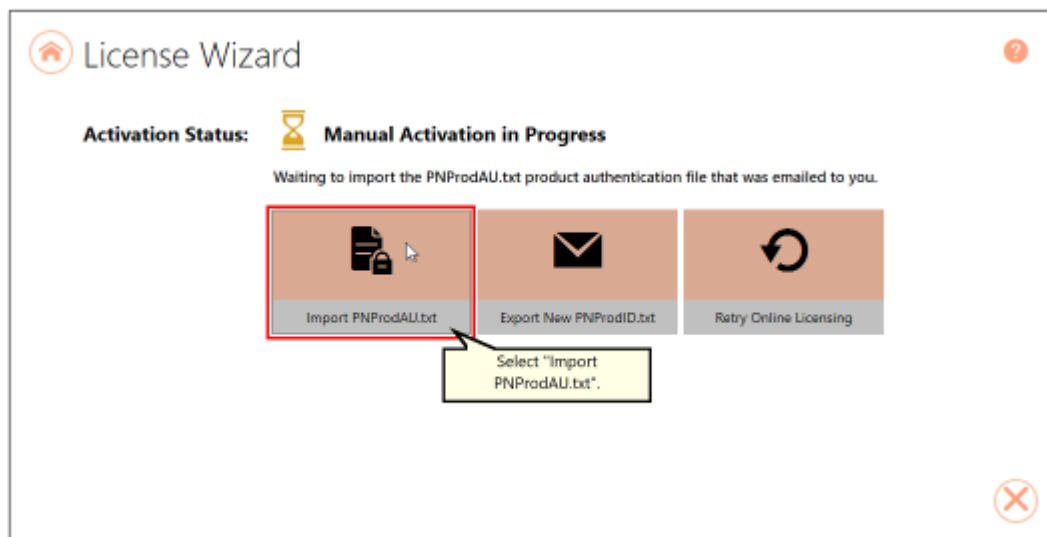 License Wizard
?
Activation Status:
Manual Activation in Progress
Waiting to import the PNProdAU.txt product authentication file that was emailed to you.
Import PNProdAU.txt
Export New PNProdID.txt
Retry Online Licensing
Select "Import
PNProdAU.txt".